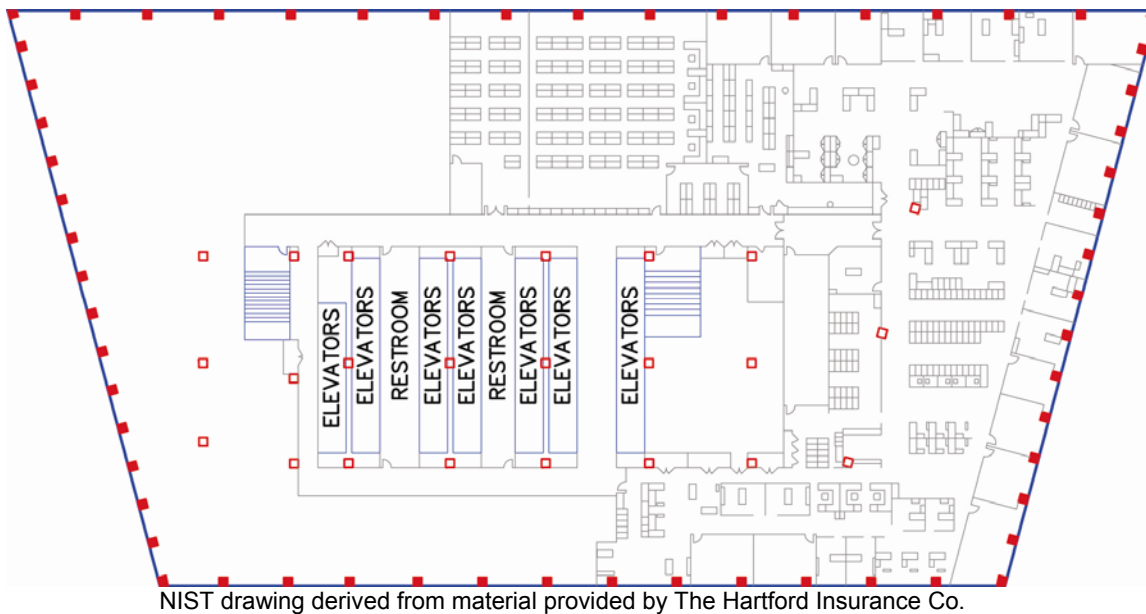 ELEVATORS
ELEVATORS
RESTROOM
ELEVATORS
ELEVATORS
RESTROOM
ELEVATORS
ELEVATORS
ELEVATORS
NIST drawing derived from material provided by The Hartford Insurance Co.